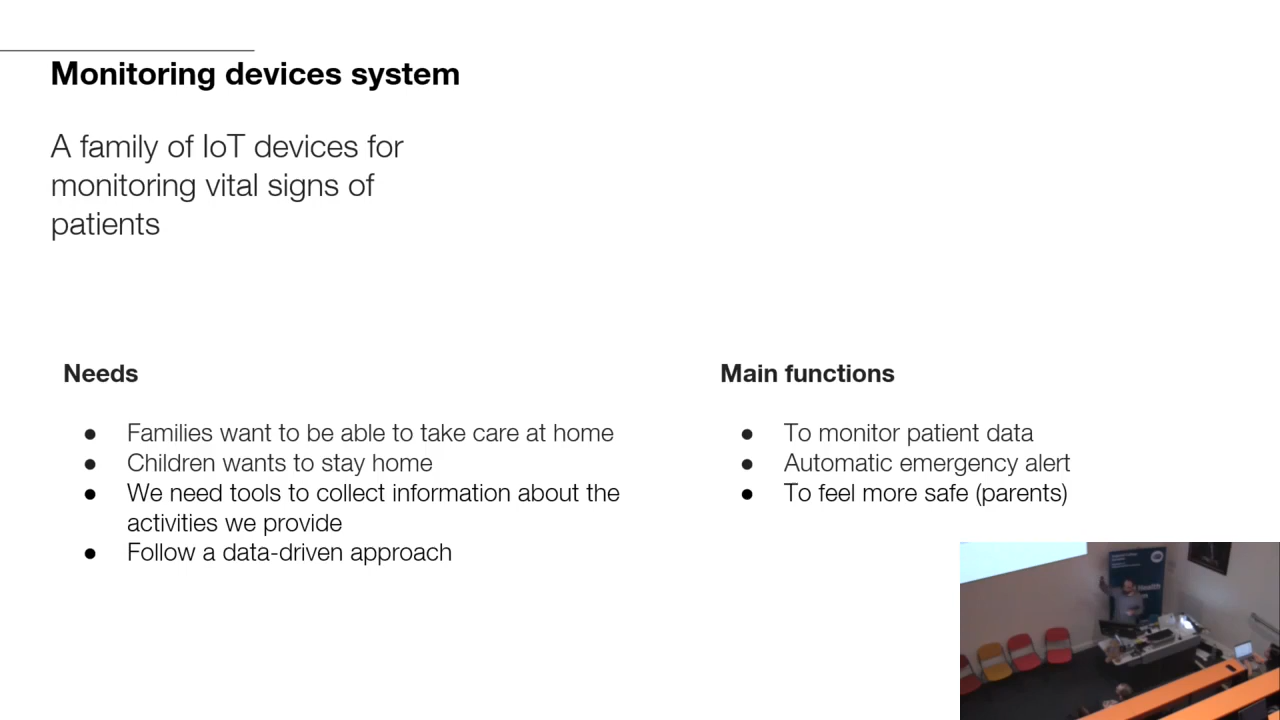 Monitoring devices system
A family of IoT devices for
monitoring vital signs of
patients
Needs
● Families want to be able to take care at home
● Children wants to stay home
● We need tools to collect information about the
activities we provide
● Follow a data-driven approach
Main functions
● To monitor patient data
● Automatic emergency alert
● To feel more safe (parents)
Health